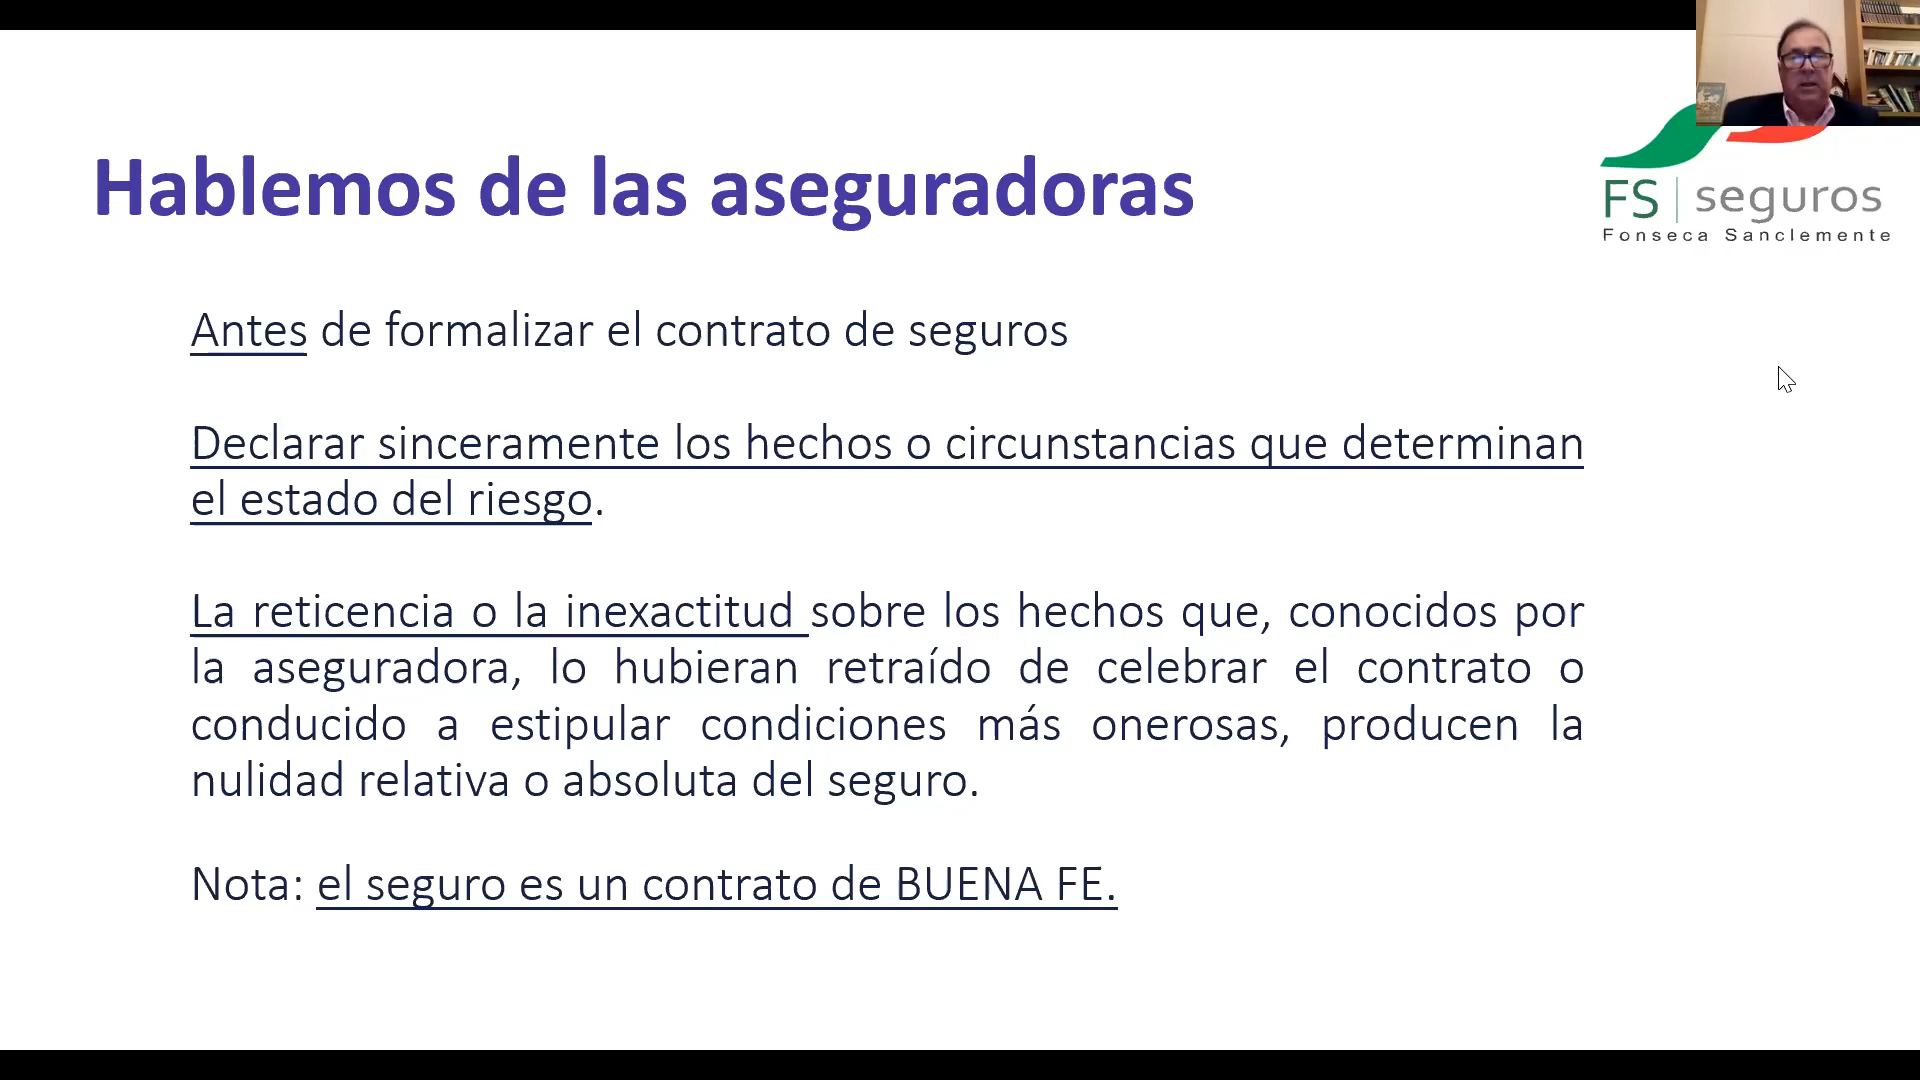 Hablemos de las aseguradoras
FS | seguros
Fonseca Sanclemente
Antes de formalizar el contrato de seguros
Declarar sinceramente los hechos o circunstancias que determinan
el estado del riesgo.
La reticencia o la inexactitud sobre los hechos que, conocidos por
la aseguradora, lo hubieran retraído de celebrar el contrato o
conducido a estipular condiciones más onerosas, producen la
nulidad relativa o absoluta del seguro.
Nota: el seguro es un contrato de BUENA FE.